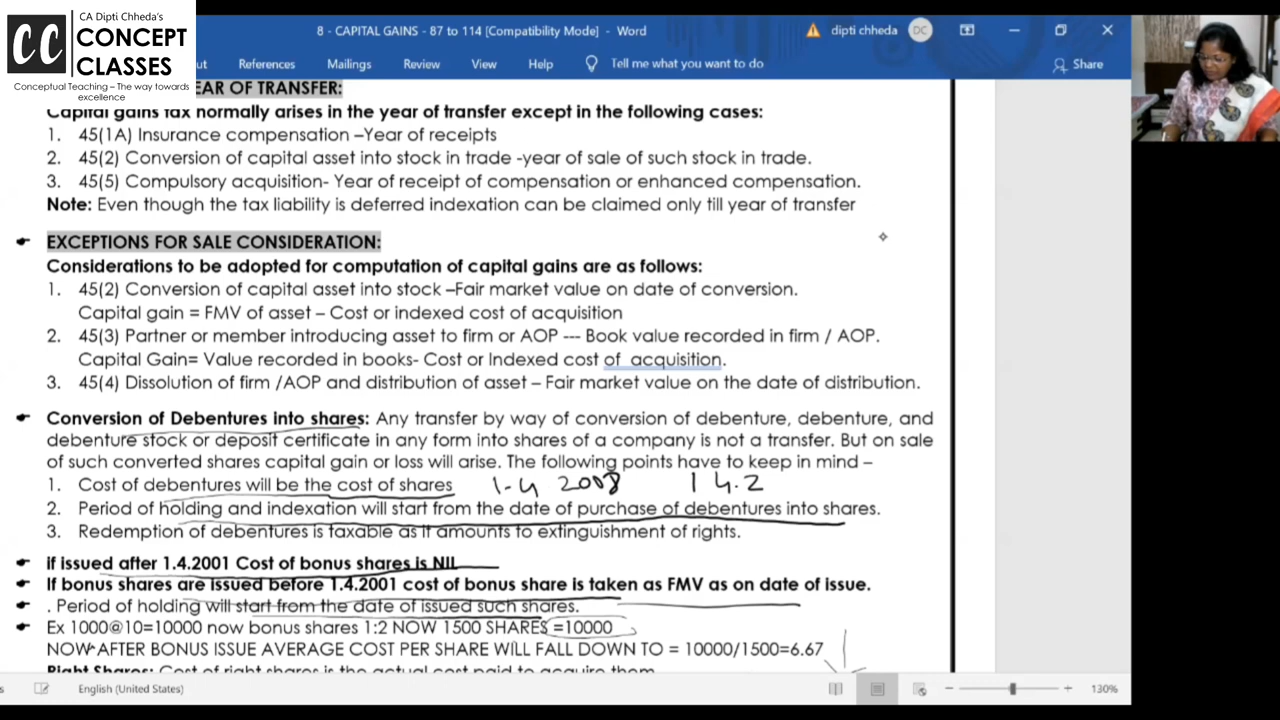 CA Dipti Chheda's
CC CONCEPT
CLASSES
Conceptual Teaching – The way towards
excellence
8 - CAPITAL GAINS - 87 to 114 [Compatibility Mode] - Word
dipti chheda DC
References Mailings Review View Help Tell me what you want to do
Share
EAR OF TRANSFER:
Capital gains tax normally arises in the year of transfer except in the following cases:
1. 45(1A) Insurance compensation –Year of receipts
2. 45(2) Conversion of capital asset into stock in trade -year of sale of such stock in trade.
3. 45(5) Compulsory acquisition- Year of receipt of compensation or enhanced compensation.
Note: Even though the tax liability is deferred indexation can be claimed only till year of transfer
EXCEPTIONS FOR SALE CONSIDERATION:
Considerations to be adopted for computation of capital gains are as follows:
1. 45(2) Conversion of capital asset into stock –Fair market value on date of conversion.
Capital gain = FMV of asset – Cost or indexed cost of acquisition
2. 45(3) Partner or member introducing asset to firm or AOP --- Book value recorded in firm / AOP.
Capital Gain= Value recorded in books- Cost or Indexed cost of acquisition.
3. 45(4) Dissolution of firm /AOP and distribution of asset – Fair market value on the date of distribution.
Conversion of Debentures into shares: Any transfer by way of conversion of debenture, debenture, and
debenture stock or deposit certificate in any form into shares of a company is not a transfer. But on sale
of such converted shares capital gain or loss will arise. The following points have to keep in mind –
1. Cost of debentures will be the cost of shares 1-4 2008 1 4.2
2. Period of holding and indexation will start from the date of purchase of debentures into shares.
3. Redemption of debentures is taxable as it amounts to extinguishment of rights.
if issued after 1.4.2001 Cost of bonus shares is NIL
If bonus shares are issued before 1.4.2001 cost of bonus share is taken as FMV as on date of issue.
. Period of holding will start from the date of issued such shares.
Ex 1000@10=10000 now bonus shares 1:2 NOW 1500 SHARES =10000
NOW AFTER BONUS ISSUE AVERAGE COST PER SHARE WILL FALL DOWN TO = 10000/1500=6.67
Right Shares: Cost of right shares is the actual cost paid to acquire them
English (United States)
130%